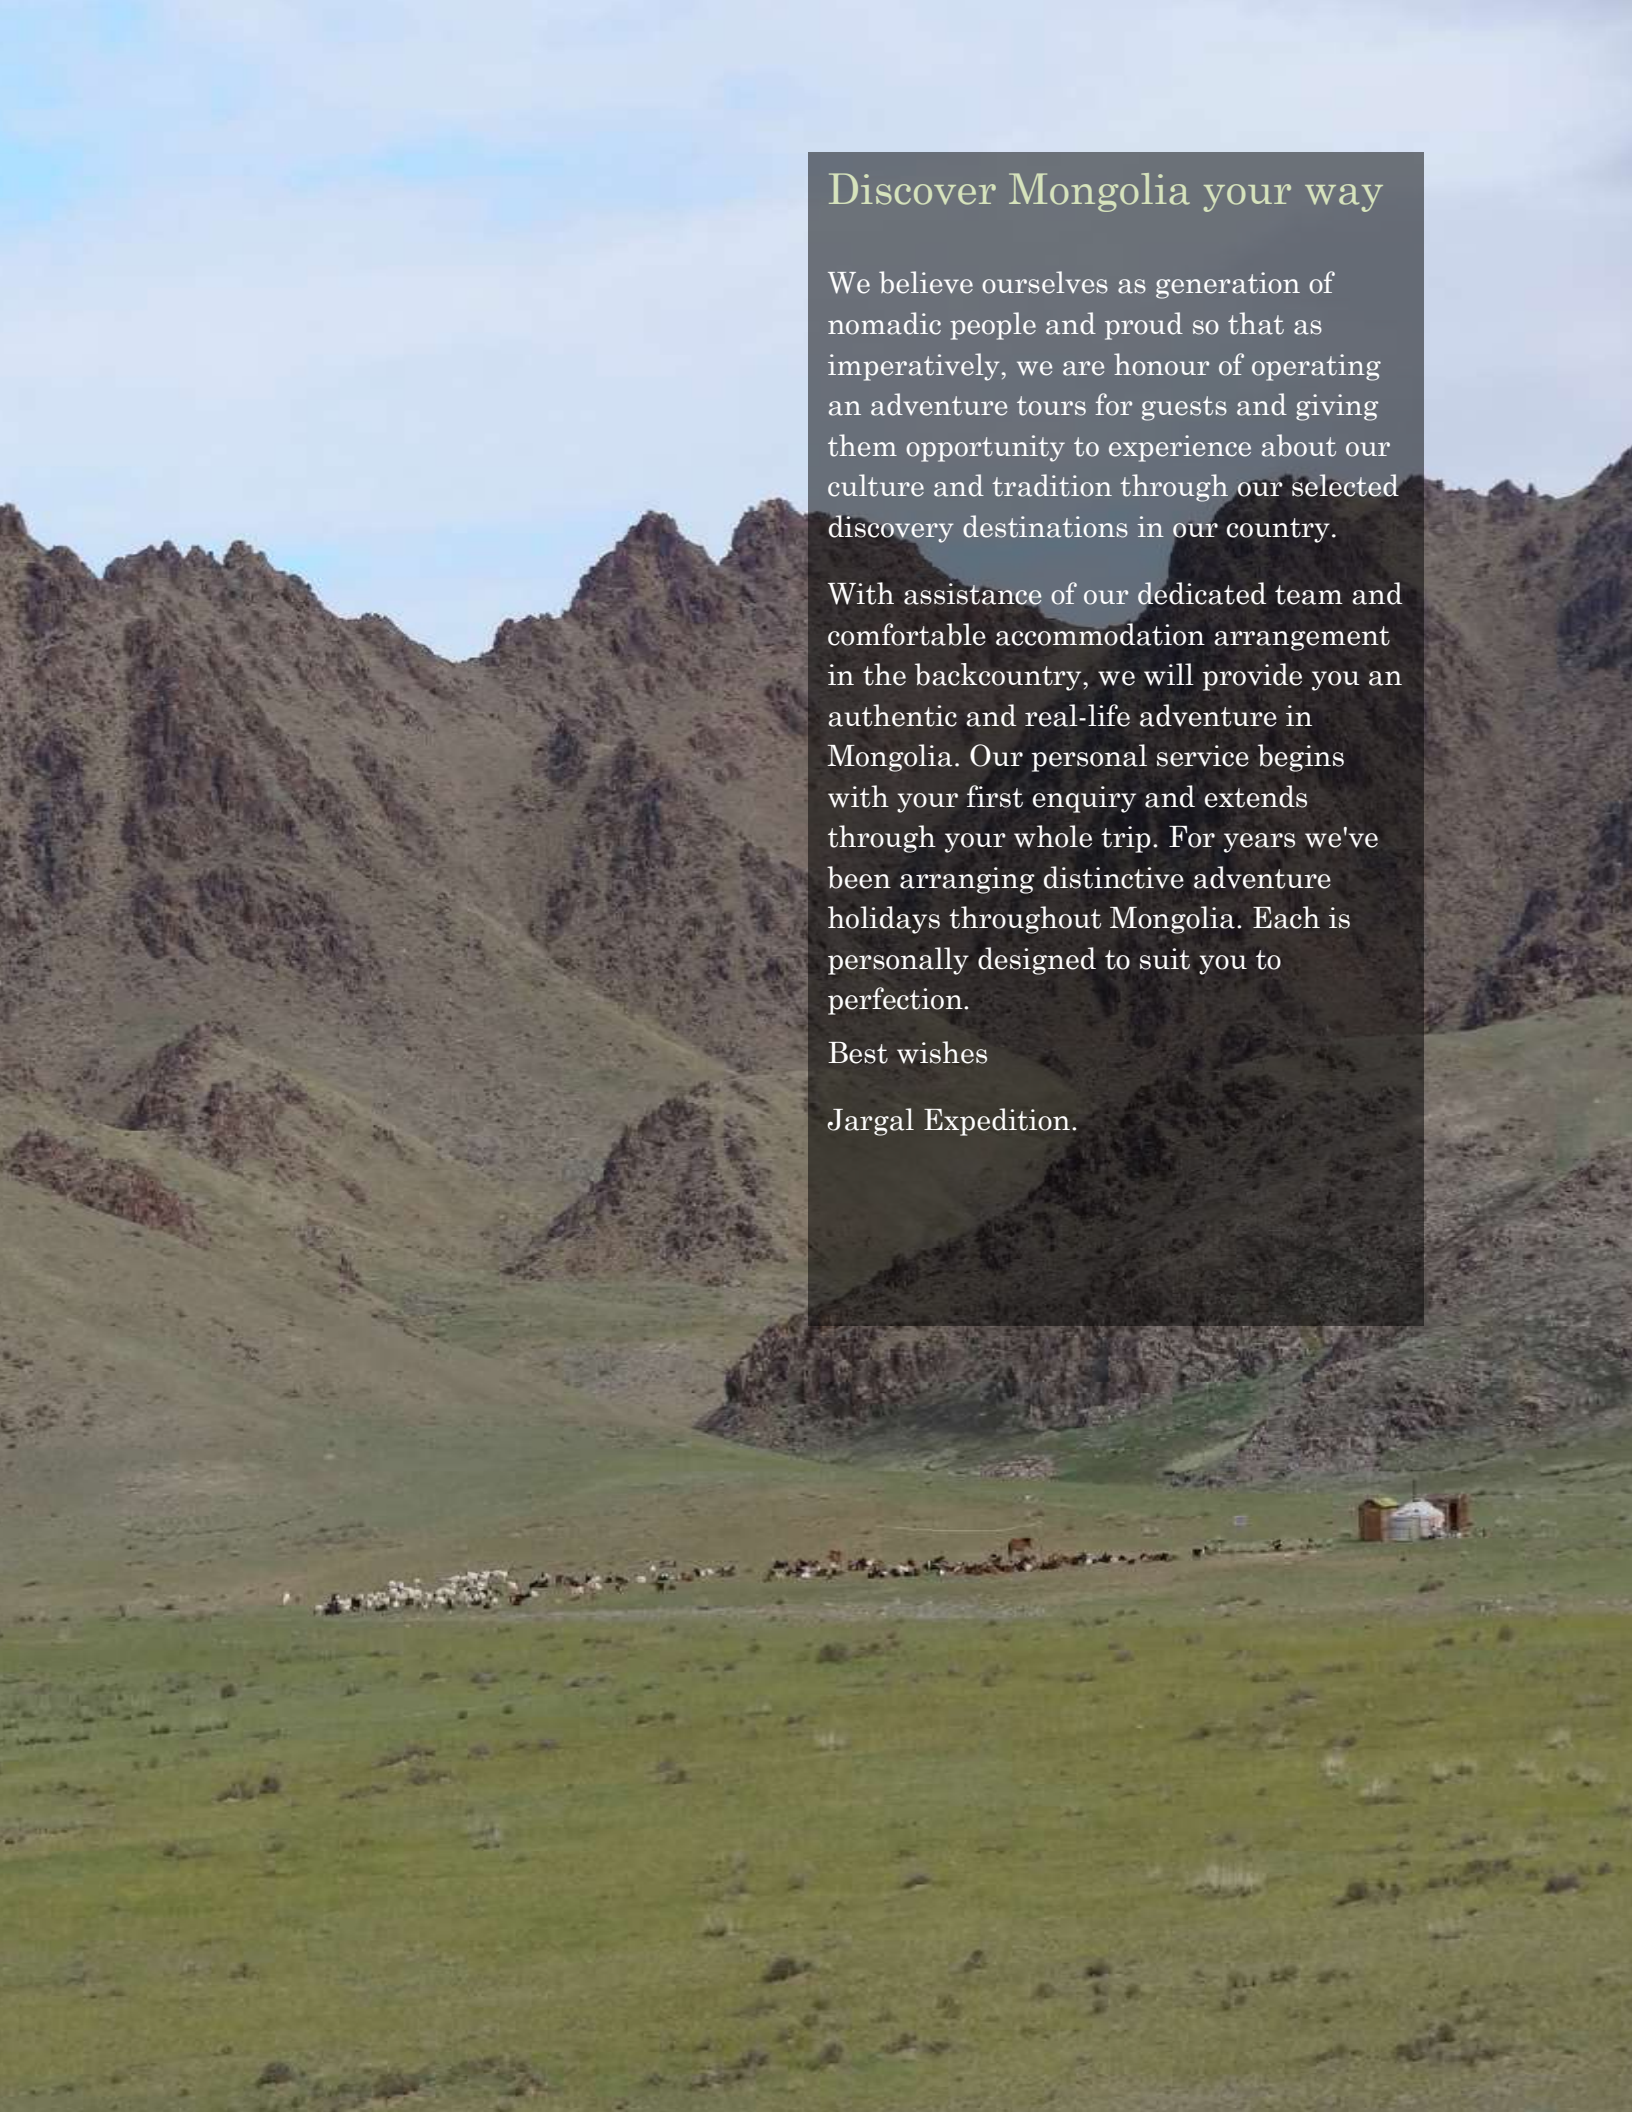 Discover Mongolia your way
We believe ourselves as generation of
nomadic people and proud so that as
imperatively, we are honour of operating
an adventure tours for guests and giving
them opportunity to experience about our
culture and tradition through our selected
discovery destinations in our country.
With assistance of our dedicated team and
comfortable accommodation arrangement
in the backcountry, we will provide you an
authentic and real-life adventure in
Mongolia. Our personal service begins
with your first enquiry and extends
through your whole trip. For years we've
been arranging distinctive adventure
holidays throughout Mongolia. Each is
personally designed to suit you to
perfection.
Best wishes
Jargal Expedition.